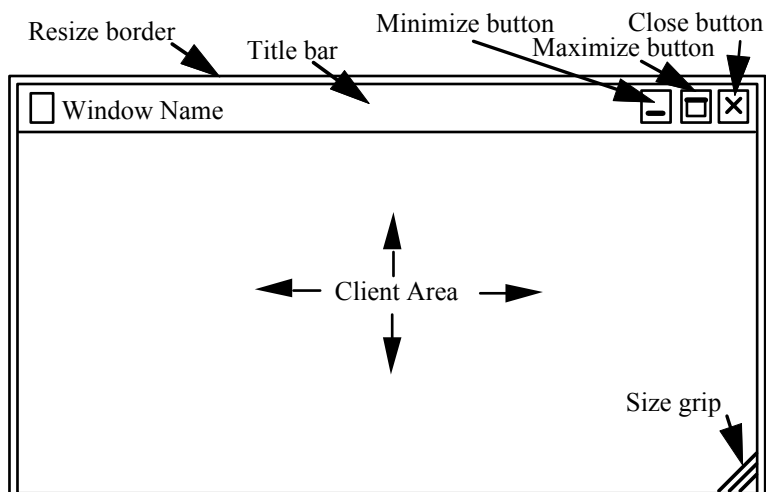 Minimize button
Close button
Resize border
Title bar
Maximize button
Window Name
Client Area
Size grip